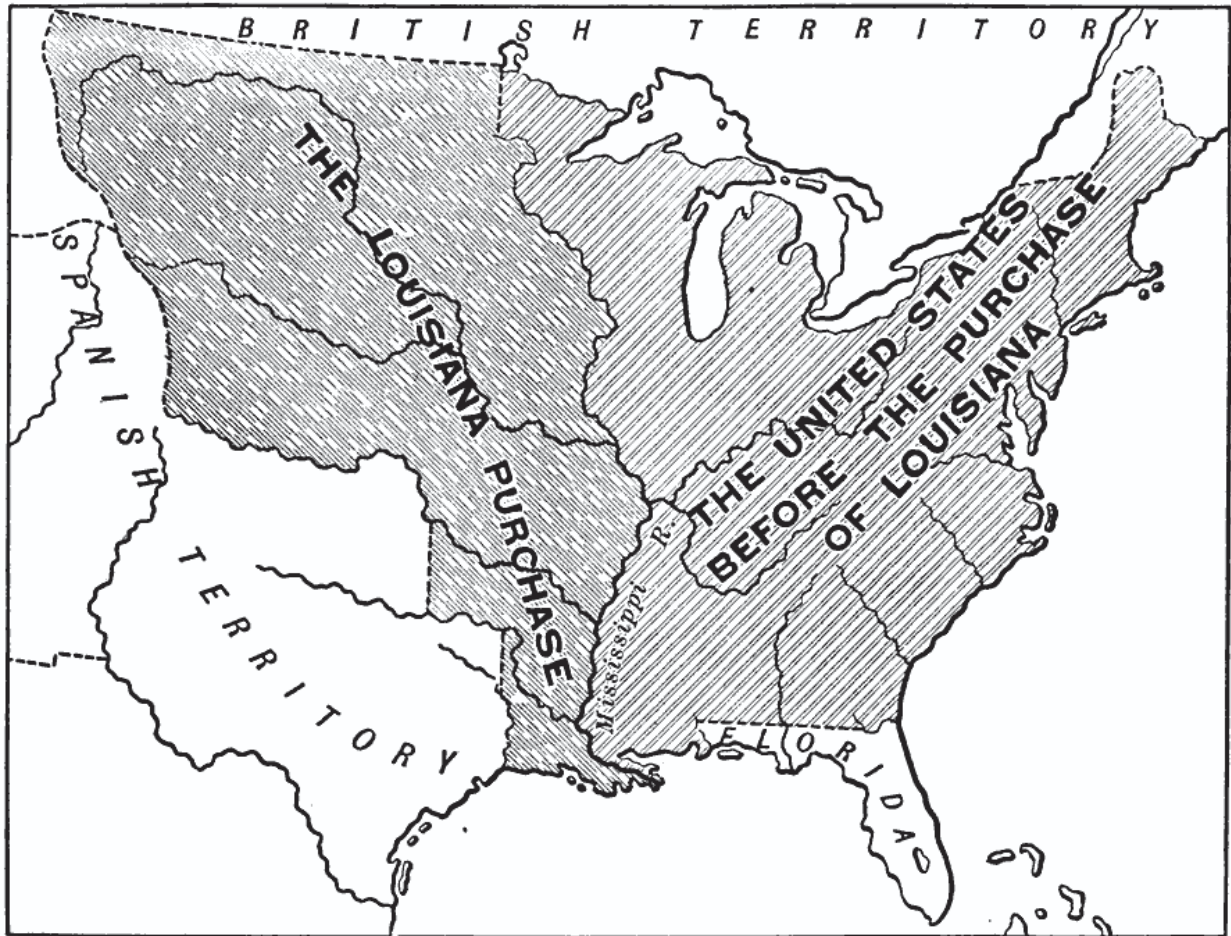 BRITISH TERRITORY
SPANISH
TERRITORY
THE LOUISIANA PURCHASE
Mississippi R.
THE UNITED STATES
BEFORE THE PURCHASE
OF LOUISIANA
FLORIDA